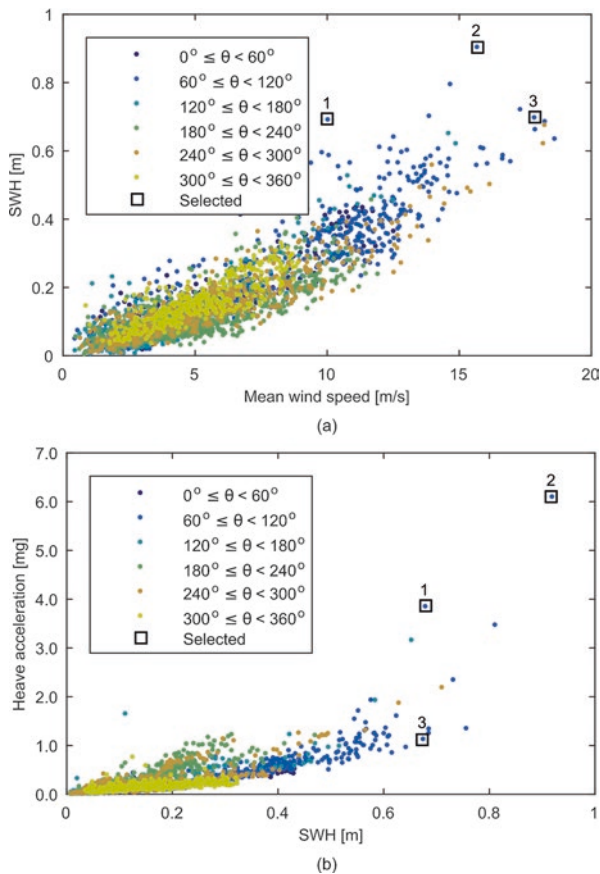 1
2
3
0° ≤ θ < 60°
60° ≤ θ < 120°
120° ≤ θ < 180°
180° ≤ θ < 240°
240° ≤ θ < 300°
300° ≤ θ < 360°
Selected
SWH [m]
1
0.8
0.6
0.4
0.2
0
0 5 10 15 20
Mean wind speed [m/s]
(a)
7.0
6.0
5.0
4.0
3.0
2.0
1.0
0.0
Heave acceleration [mg]
0° ≤ θ < 60°
60° ≤ θ < 120°
120° ≤ θ < 180°
180° ≤ θ < 240°
240° ≤ θ < 300°
300° ≤ θ < 360°
Selected
2
1
3
0 0.2 0.4 0.6 0.8 1
SWH [m]
(b)